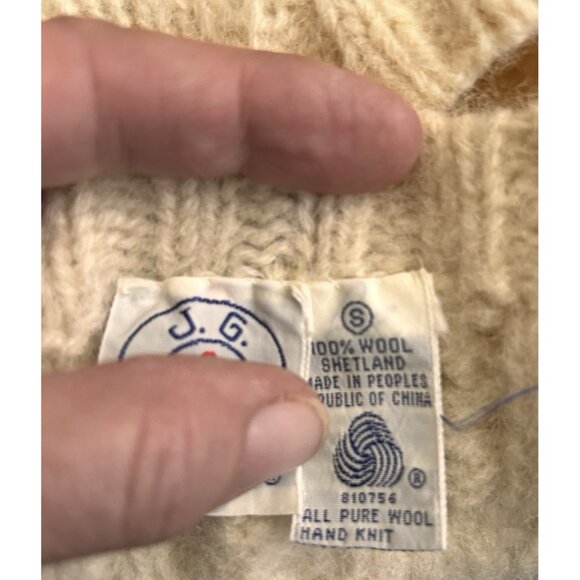 J. G.
S
100% WOOL
SHETLAND
MADE IN PEOPLES
REPUBLIC OF CHINA
®
810756
ALL PURE WOOL
HAND KNIT